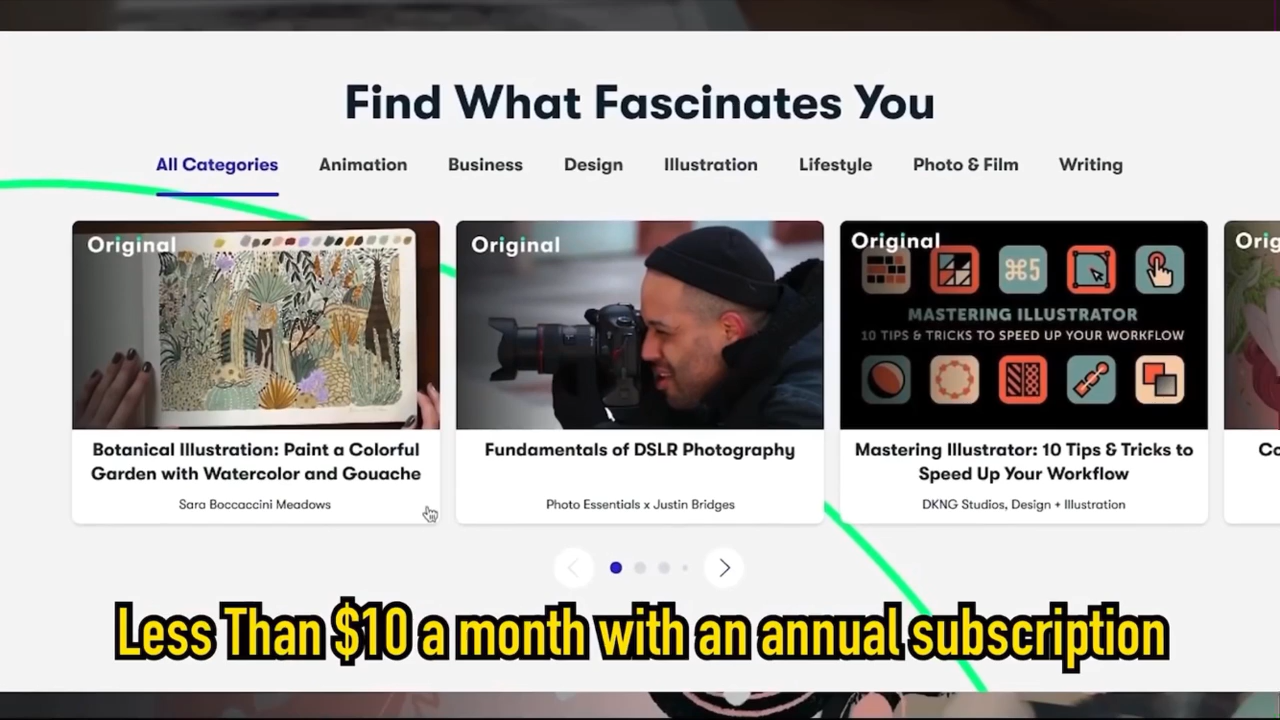 Find What Fascinates You
All Categories Animation Business Design Illustration Lifestyle Photo & Film Writing
Original
Original
Original
⌘5
MASTERING ILLUSTRATOR
10 TIPS & TRICKS TO SPEED UP YOUR WORKFLOW
Botanical Illustration: Paint a Colorful
Garden with Watercolor and Gouache
Sara Boccaccini Meadows
Fundamentals of DSLR Photography
Photo Essentials x Justin Bridges
Mastering Illustrator: 10 Tips & Tricks to
Speed Up Your Workflow
DKNG Studios, Design + Illustration
Less Than $10 a month with an annual subscription